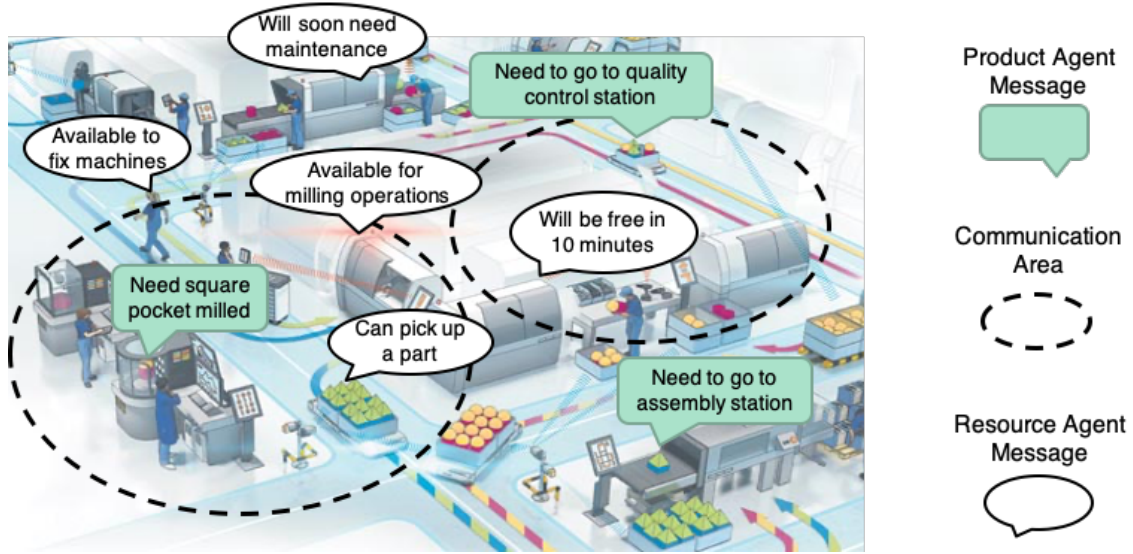 Will soon need
maintenance
Need to go to quality
control station
Available to
fix machines
Available for
milling operations
Will be free in
10 minutes
Need square
pocket milled
Can pick up
a part
Need to go to
assembly station
Product Agent
Message
Communication
Area
Resource Agent
Message